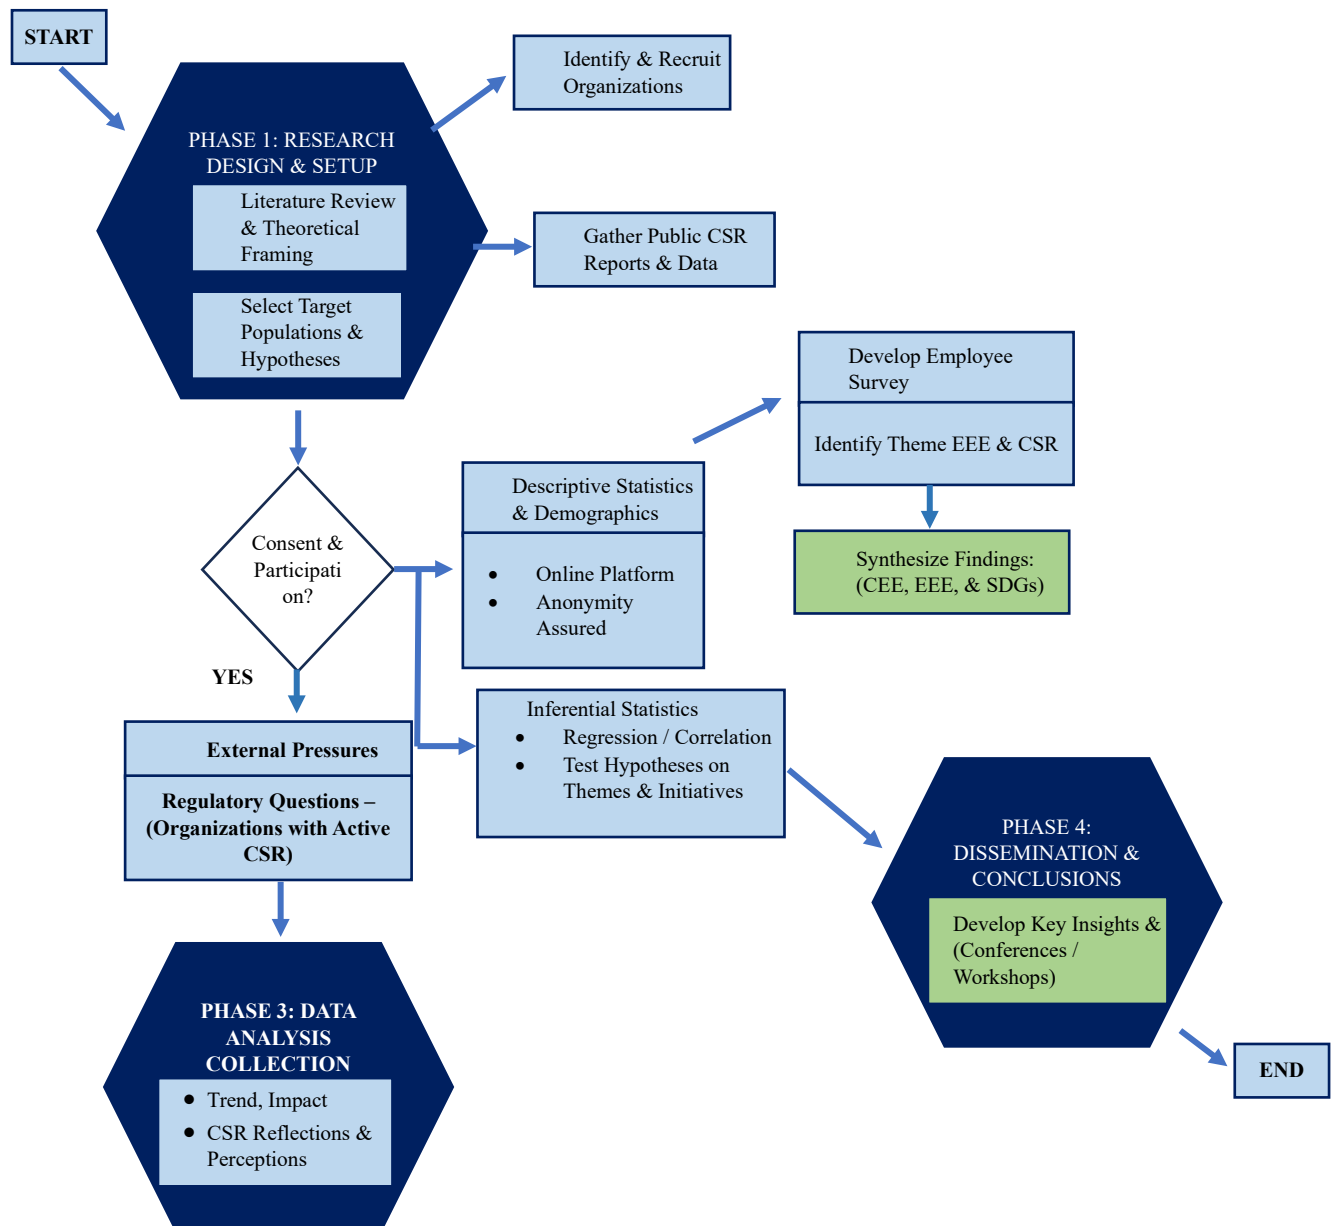 START
Identify & Recruit
Organizations
PHASE 1: RESEARCH
DESIGN & SETUP
Literature Review
& Theoretical
Framing
Select Target
Populations &
Hypotheses
Gather Public CSR
Reports & Data
Develop Employee
Survey
Identify Theme EEE & CSR
Synthesize Findings:
(CEE, EEE, & SDGs)
Consent &
Participati
on?
YES
Descriptive Statistics
& Demographics
• Online Platform
• Anonymity
Assured
Inferential Statistics
• Regression / Correlation
• Test Hypotheses on
Themes & Initiatives
External Pressures
Regulatory Questions –
(Organizations with Active
CSR)
PHASE 3: DATA
ANALYSIS
COLLECTION
• Trend, Impact
• CSR Reflections &
Perceptions
PHASE 4:
DISSEMINATION &
CONCLUSIONS
Develop Key Insights &
(Conferences /
Workshops)
END